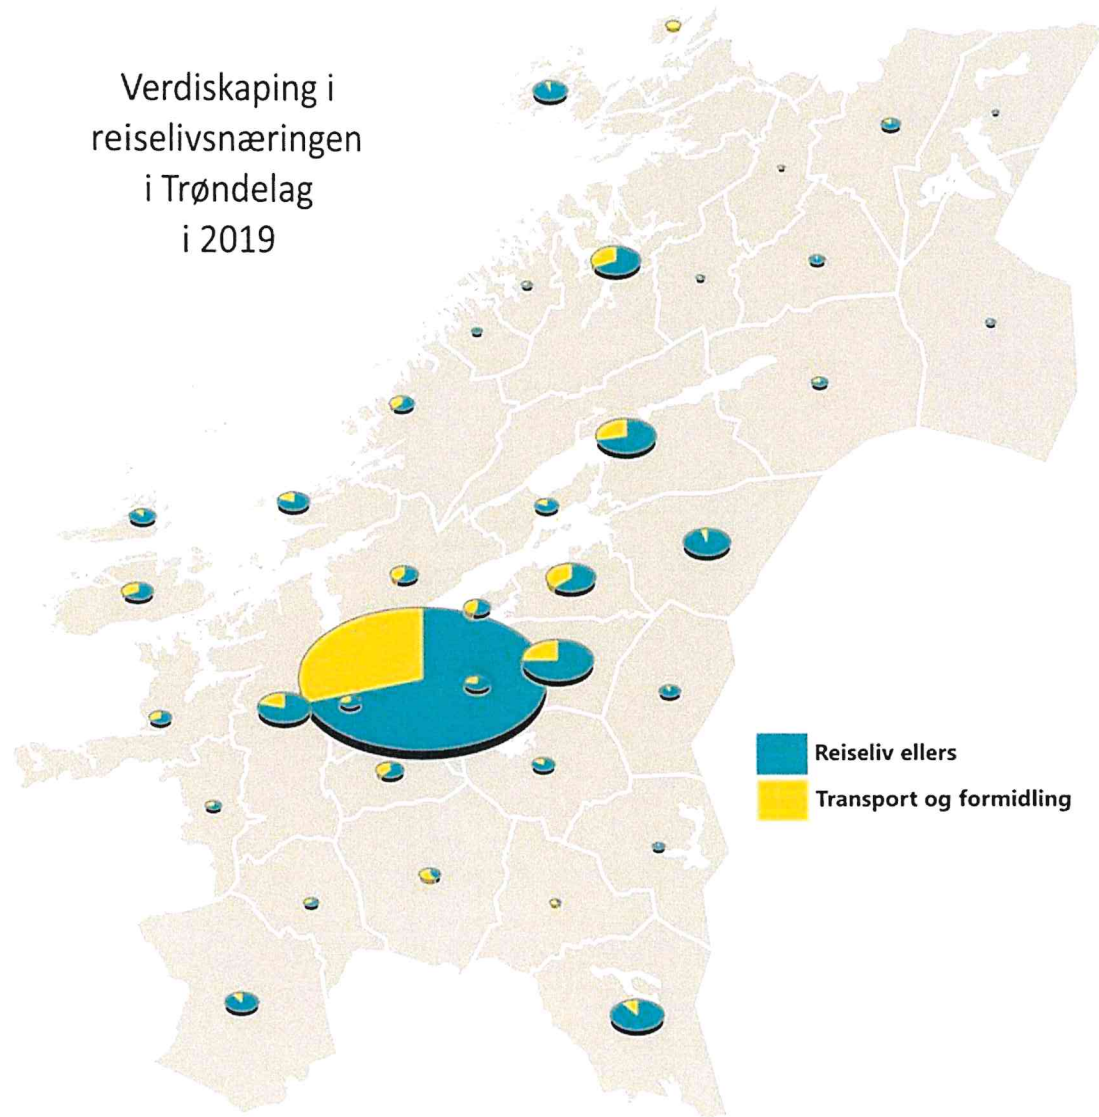 Verdiskaping i
reiselivsnæringen
i Trøndelag
i 2019
Reiseliv ellers
Transport og formidling